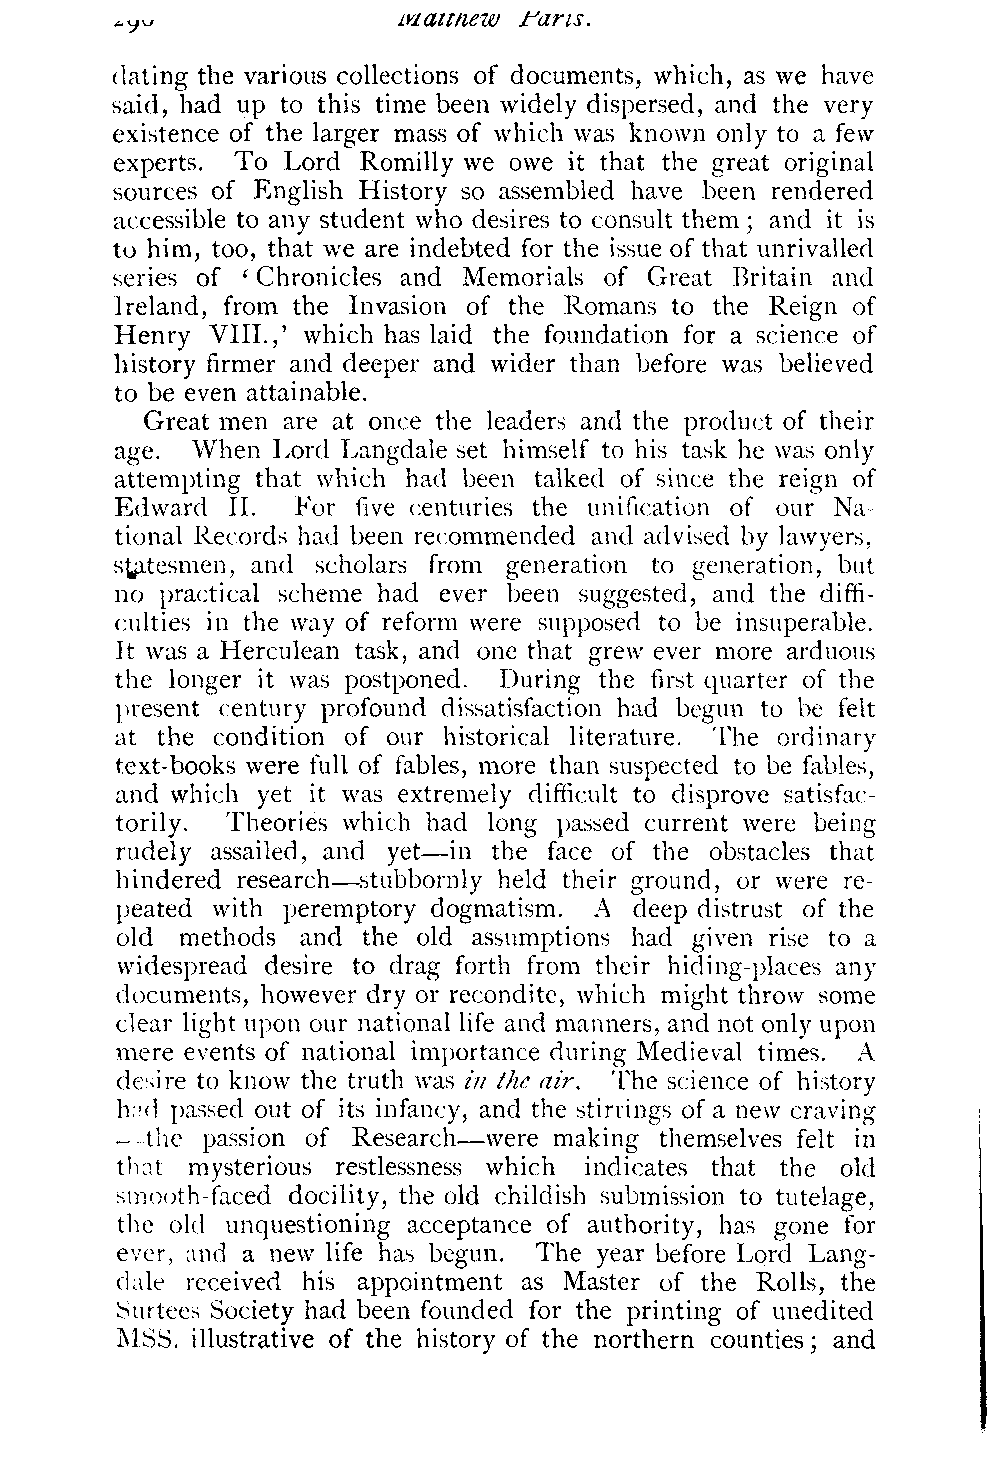 Matthew Paris.
dating the various collections of documents, which, as we have
said, had up to this time been widely dispersed, and the very
existence of the larger mass of which was known only to a few
experts. To Lord Romilly we owe it that the great original
sources of English History so assembled have been rendered
accessible to any student who desires to consult them ; and it is
to him, too, that we are indebted for the issue of that unrivalled
series of ‘ Chronicles and Memorials of Great Britain and
Ireland, from the Invasion of the Romans to the Reign of
Henry VIII.,’ which has laid the foundation for a science of
history firmer and deeper and wider than before was believed
to be even attainable.
Great men are at once the leaders and the product of their
age. When Lord Langdale set himself to his task he was only
attempting that which had been talked of since the reign of
Edward II. For five centuries the unification of our Na-
tional Records had been recommended and advised by lawyers,
statesmen, and scholars from generation to generation, but
no practical scheme had ever been suggested, and the diffi-
culties in the way of reform were supposed to be insuperable.
It was a Herculean task, and one that grew ever more arduous
the longer it was postponed. During the first quarter of the
present century profound dissatisfaction had begun to be felt
at the condition of our historical literature. The ordinary
text-books were full of fables, more than suspected to be fables,
and which yet it was extremely difficult to disprove satisfac-
torily. Theories which had long passed current were being
rudely assailed, and yet—in the face of the obstacles that
hindered research—stubbornly held their ground, or were re-
peated with peremptory dogmatism. A deep distrust of the
old methods and the old assumptions had given rise to a
widespread desire to drag forth from their hiding-places any
documents, however dry or recondite, which might throw some
clear light upon our national life and manners, and not only upon
mere events of national importance during Medieval times. A
desire to know the truth was in the air. The science of history
had passed out of its infancy, and the stirrings of a new craving
—the passion of Research—were making themselves felt in
that mysterious restlessness which indicates that the old
smooth-faced docility, the old childish submission to tutelage,
the old unquestioning acceptance of authority, has gone for
ever, and a new life has begun. The year before Lord Lang-
dale received his appointment as Master of the Rolls, the
Surtees Society had been founded for the printing of unedited
MSS. illustrative of the history of the northern counties ; and